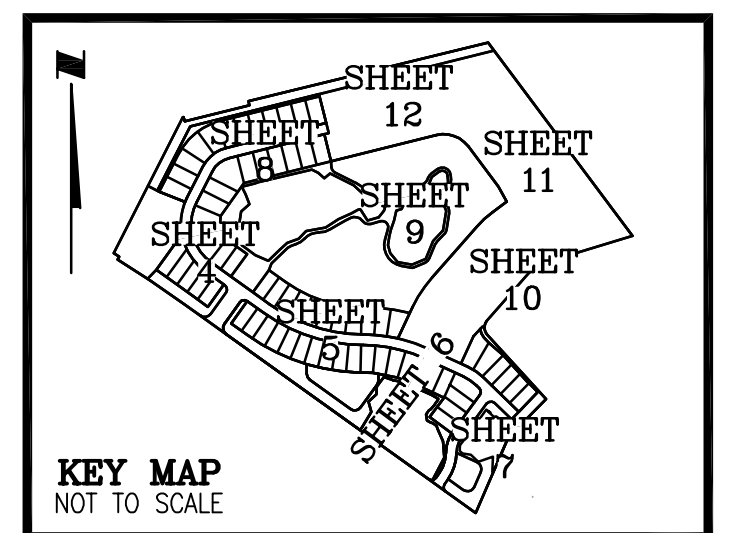 N
SHEET
12
SHEET
8
SHEET
11
SHEET
9
SHEET
4
SHEET
10
SHEET
5
SHEET 6
SHEET
7
KEY MAP
NOT TO SCALE